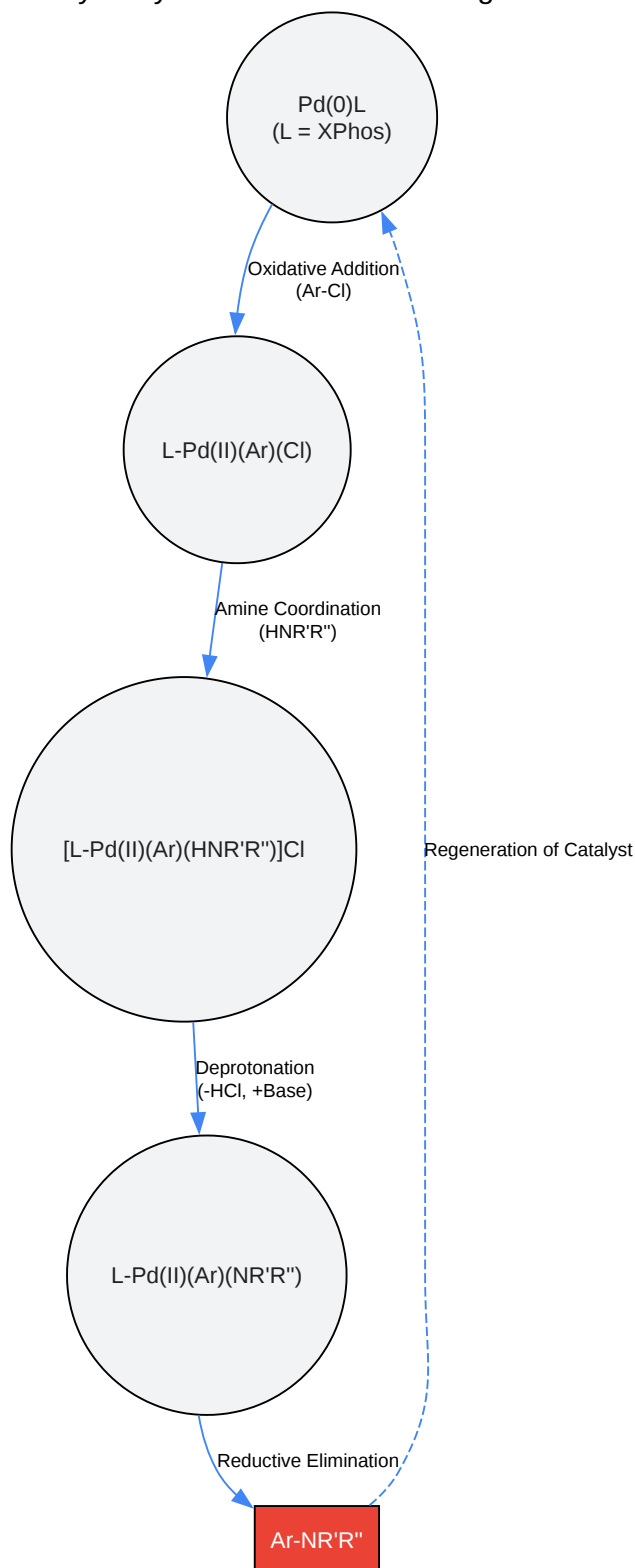 Pd(0)L
(L = XPhos)
Oxidative Addition
(Ar-Cl)
L-Pd(II)(Ar)(Cl)
Amine Coordination
(HNR'R")
[L-Pd(II)(Ar)(HNR'R")]Cl
Regeneration of Catalyst
Deprotonation
(-HCl, +Base)
L-Pd(II)(Ar)(NR'R")
Reductive Elimination
Ar-NR'R"